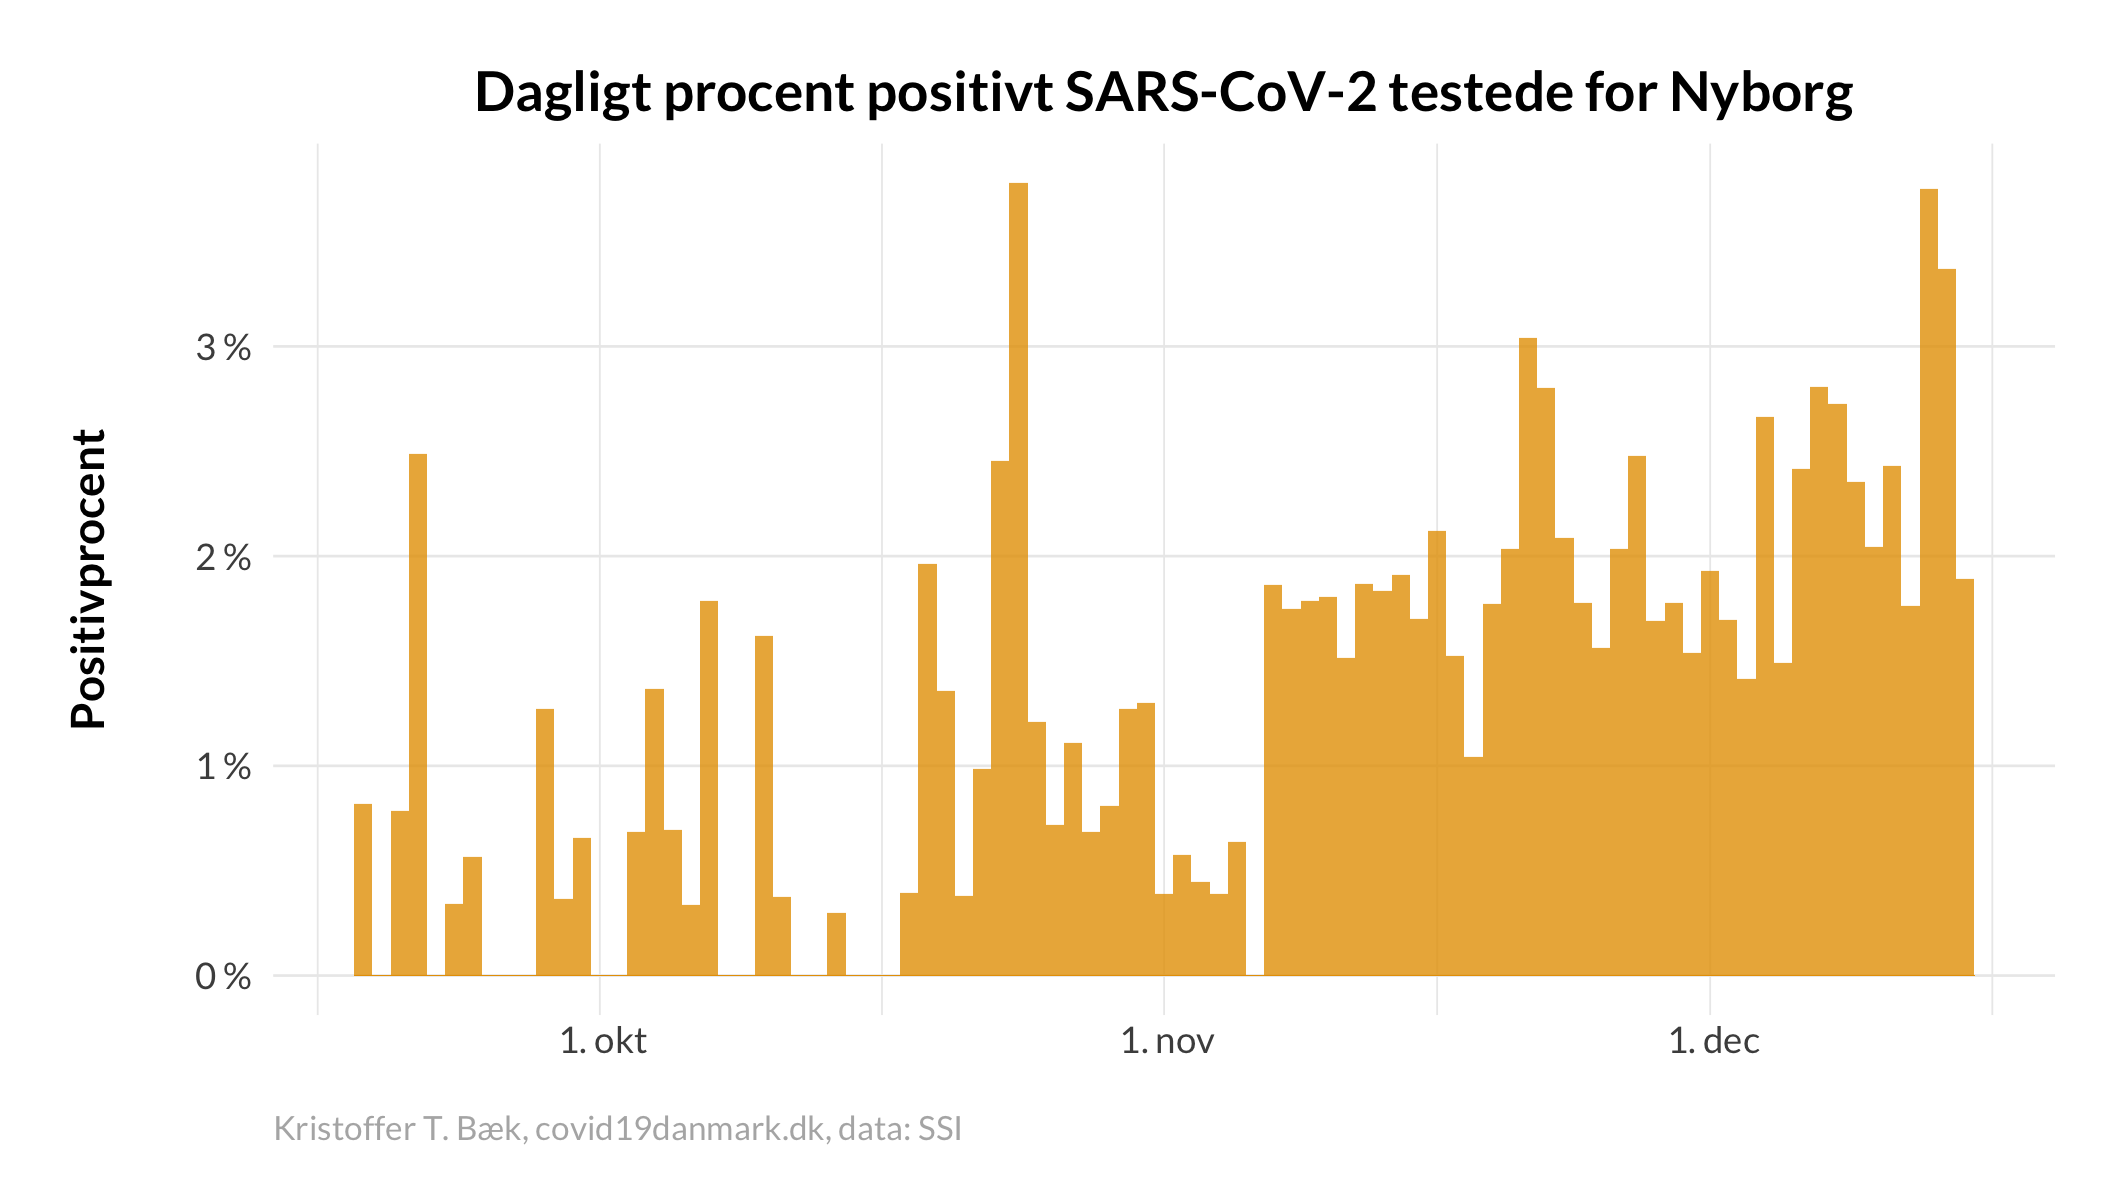 Dagligt procent positivt SARS-CoV-2 testede for Nyborg
Positivprocent
3 %
2 %
1 %
0 %
1. okt
1. nov
1. dec
Kristoffer T. Bæk, covid19danmark.dk, data: SSI